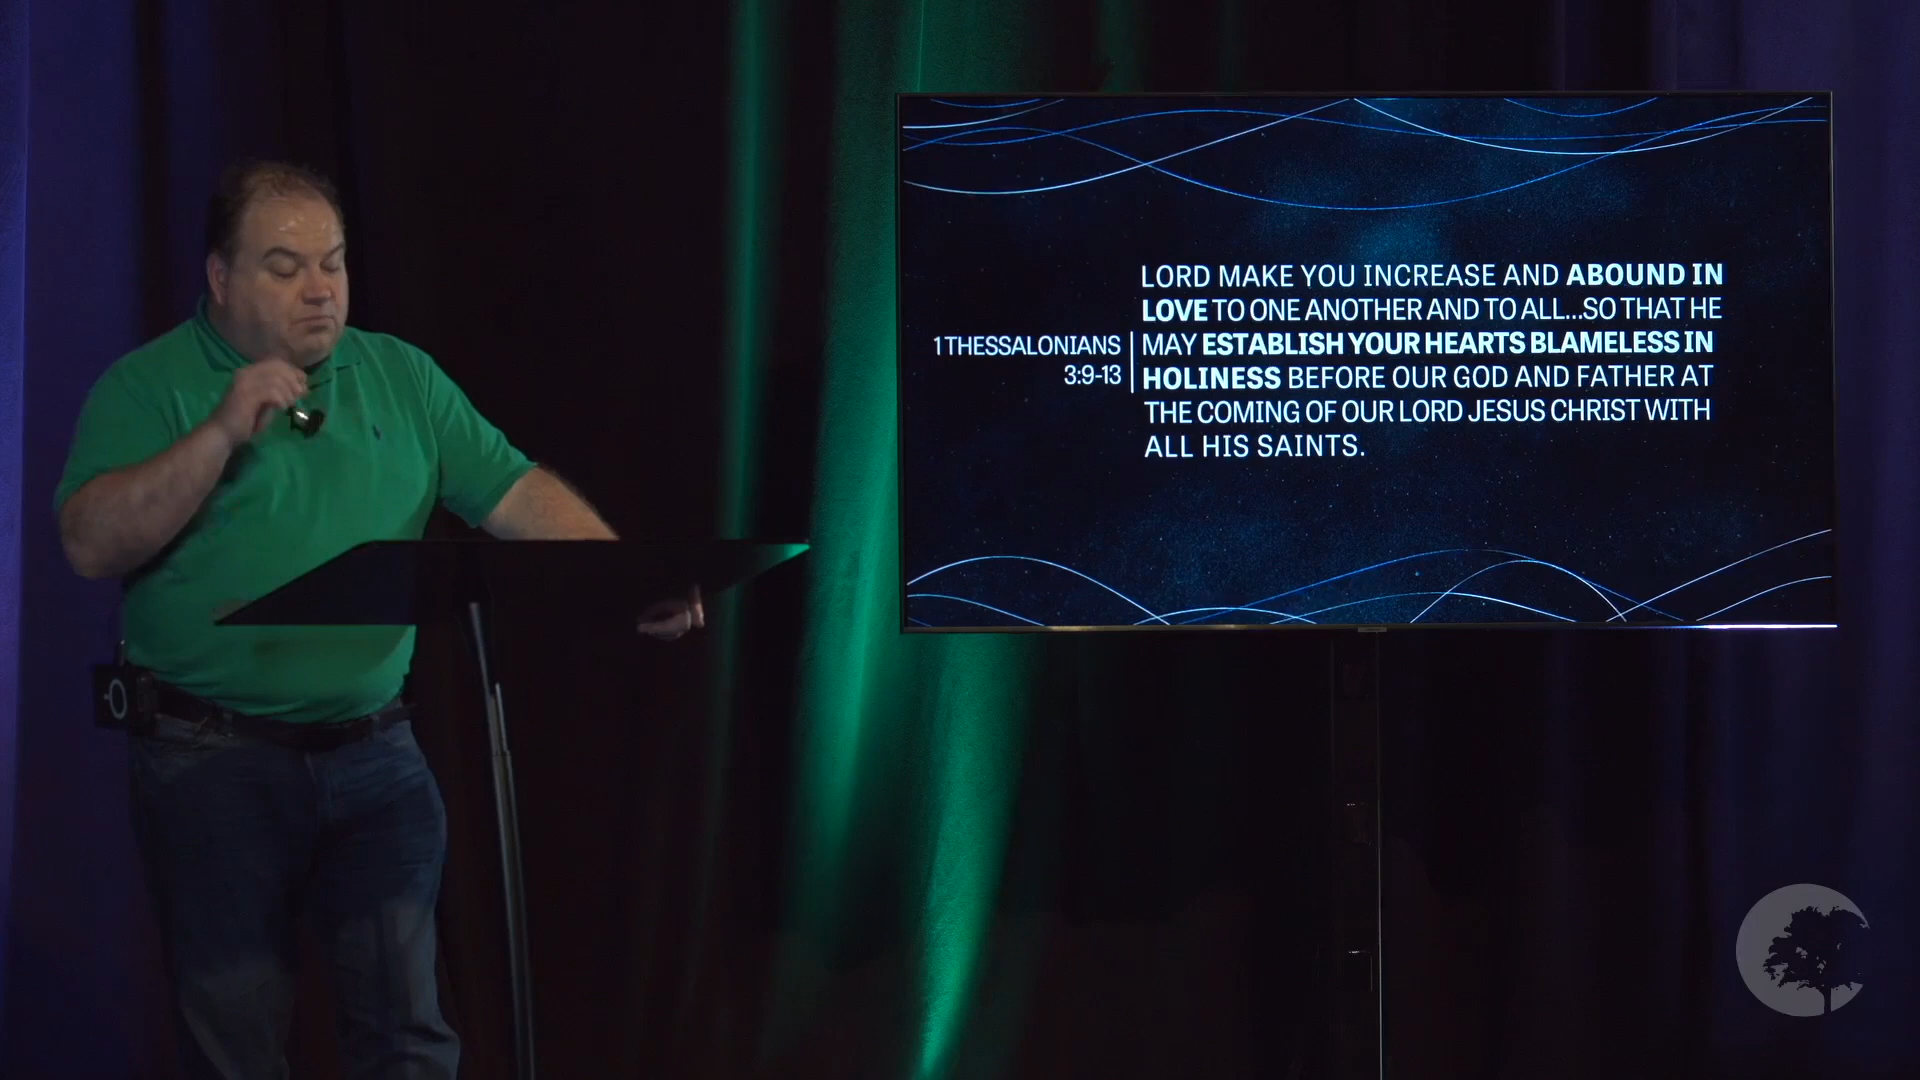 LORD MAKE YOU INCREASE AND ABOUND IN
LOVE TO ONE ANOTHER AND TO ALL...SO THAT HE
MAY ESTABLISH YOUR HEARTS BLAMELESS IN
HOLINESS BEFORE OUR GOD AND FATHER AT
THE COMING OF OUR LORD JESUS CHRIST WITH
ALL HIS SAINTS.
1 THESSALONIANS
3:9-13